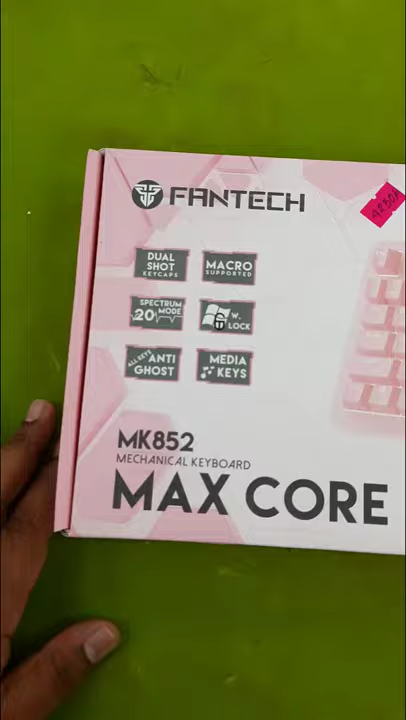 FANTECH
DUAL
SHOT
KEYCAPS
MACRO
SUPPORTED
SPECTRUM
20 MODE
W.
LOCK
ALL KEYS ANTI
GHOST
MEDIA
KEYS
MK852
MECHANICAL KEYBOARD
MAX CORE